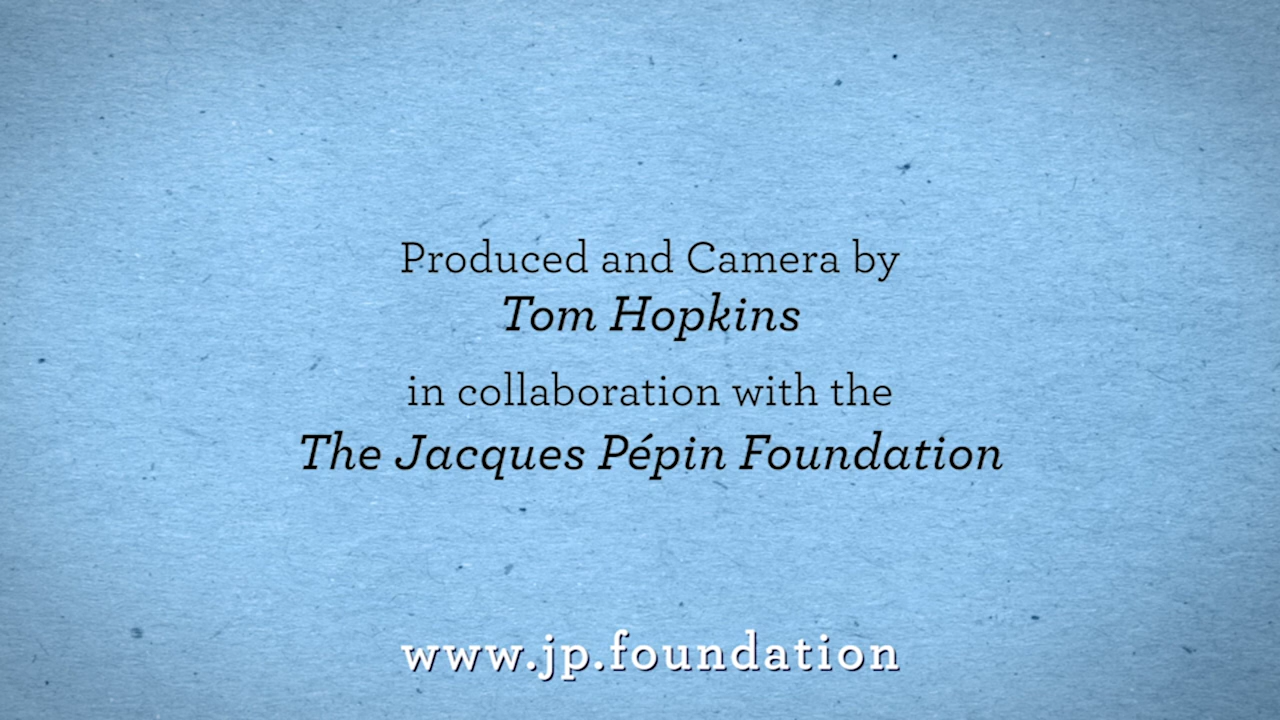 Produced and Camera by
Tom Hopkins
in collaboration with the
The Jacques Pépin Foundation
www.jp.foundation